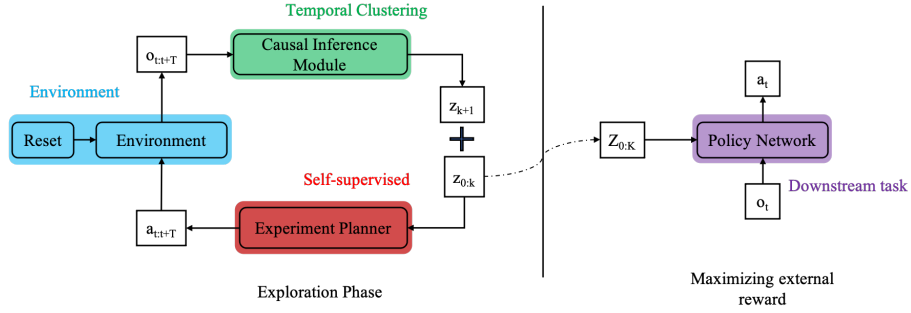 Temporal Clustering
o_{t:t+T}
Causal Inference
Module
Environment
Reset
Environment
z_{k+1}
+
z_{0:k}
Self-supervised
a_{t:t+T}
Experiment Planner
Exploration Phase
a_t
Z_{0:K}
Policy Network
Downstream task
o_t
Maximizing external
reward